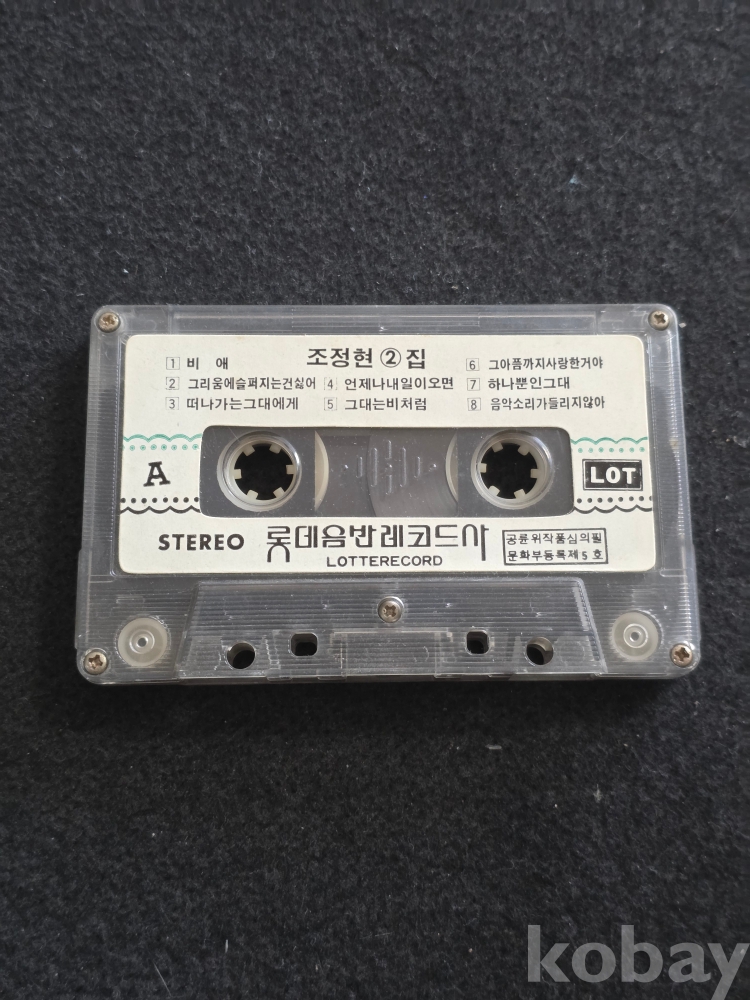 조정현 ② 집
1 비 애
2 그리움에슬퍼지는건싫어
3 떠나가는그대에게
4 언제나내일이오면
5 그대는비처럼
6 그아픔까지사랑한거야
7 하나뿐인그대
8 음악소리가들리지않아
A
LOT
STEREO
롯데음반레코드사
LOTTERECORD
공륜위작품심의필
문화부등록제5호
kobay